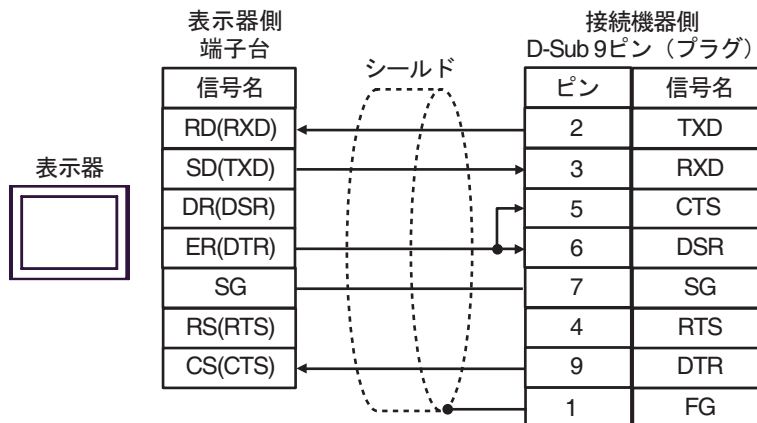 表示器側
端子台
接続機器側
D-Sub 9ピン（プラグ）
シールド
信号名
ピン
信号名
RD(RXD)
2
TXD
表示器
SD(TXD)
3
RXD
DR(DSR)
5
CTS
ER(DTR)
6
DSR
SG
7
SG
RS(RTS)
4
RTS
CS(CTS)
9
DTR
1
FG